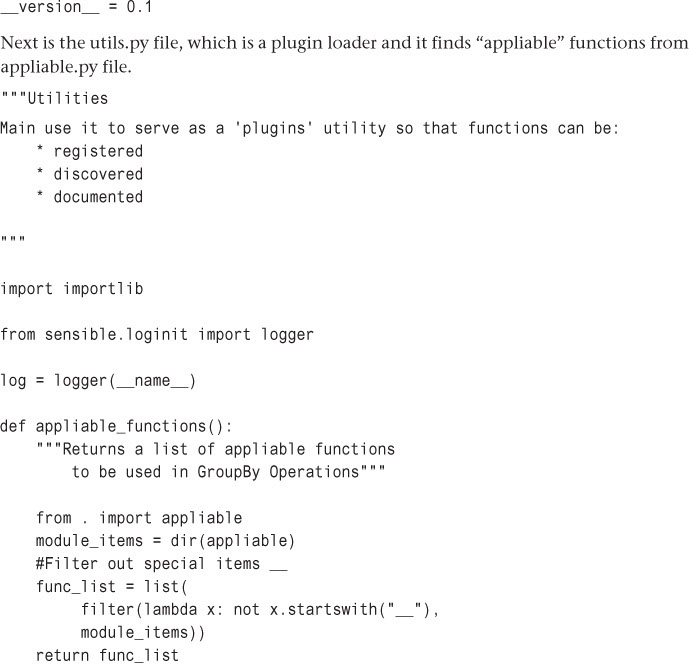 __version__ = 0.1
Next is the utils.py file, which is a plugin loader and it finds “appliable” functions from
appliable.py file.
"""Utilities
Main use it to serve as a 'plugins' utility so that functions can be:
    * registered
    * discovered
    * documented
"""
import importlib
from sensible.loginit import logger
log = logger(__name__)
def appliable_functions():
    """Returns a list of appliable functions
        to be used in GroupBy Operations"""
    from . import appliable
    module_items = dir(appliable)
    #Filter out special items __
    func_list = list(
         filter(lambda x: not x.startswith("__"),
         module_items))
    return func_list